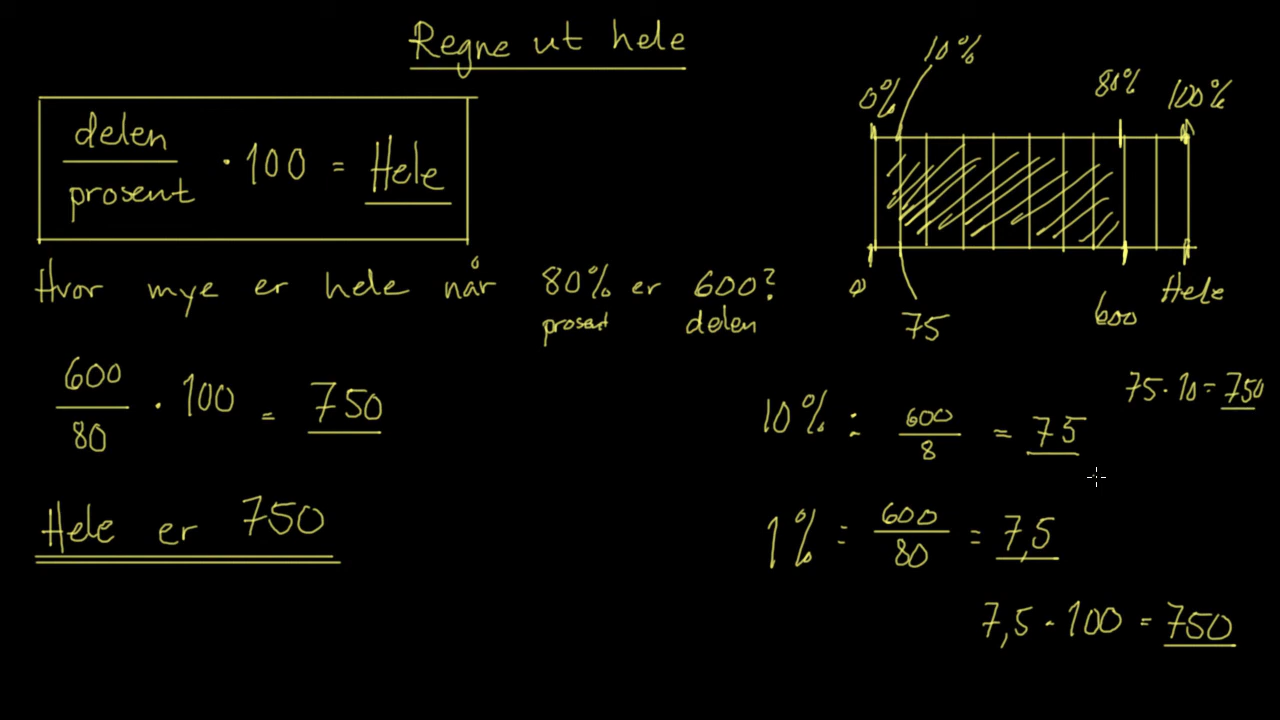 Regne ut hele
delen
prosent
· 100 = Hele
Hvor mye er hele når 80% er 600?
prosent delen
600
80
· 100 = 750
Hele er 750
10%
0% 80% 100%
0 600 Hele
75
75 · 10 = 750
10% = 600
8
= 75
1% = 600
80
= 7,5
7,5 · 100 = 750